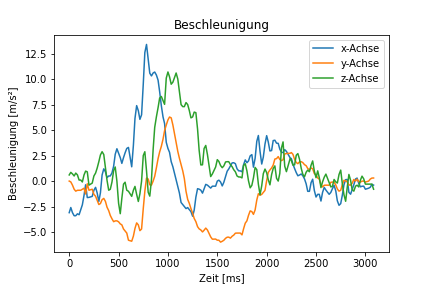 Beschleunigung
Beschleunigung [m/s²]
12.5
10.0
7.5
5.0
2.5
0.0
−2.5
−5.0
x-Achse
y-Achse
z-Achse
0
500
1000
1500
2000
2500
3000
Zeit [ms]